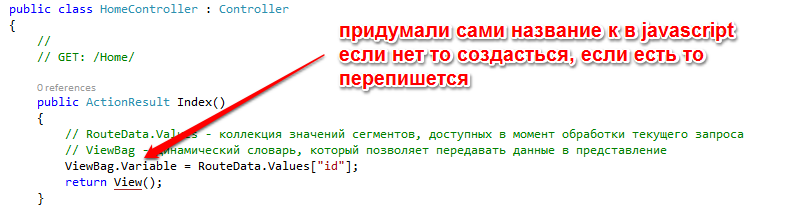 public class HomeController : Controller
{
//
// GET: /Home/
придумали сами название к в javascript
если нет то создасться, если есть то
перепишется
0 references
public ActionResult Index()
{
// RouteData.Values - коллекция значений сегментов, доступных в момент обработки текущего запроса
// ViewBag - динамический словарь, который позволяет передавать данные в представление
ViewBag.Variable = RouteData.Values["id"];
return View();
}